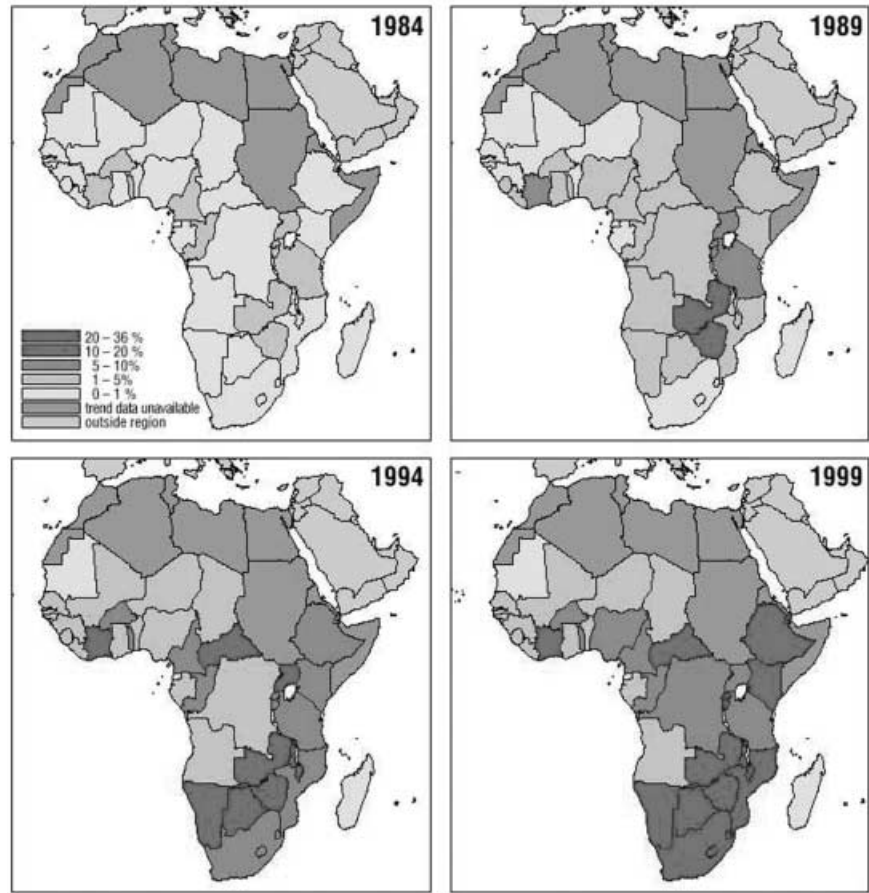 1984
1989
20 – 36 %
10 – 20 %
5 – 10%
1 – 5%
0 – 1 %
trend data unavailable
outside region
1994
1999